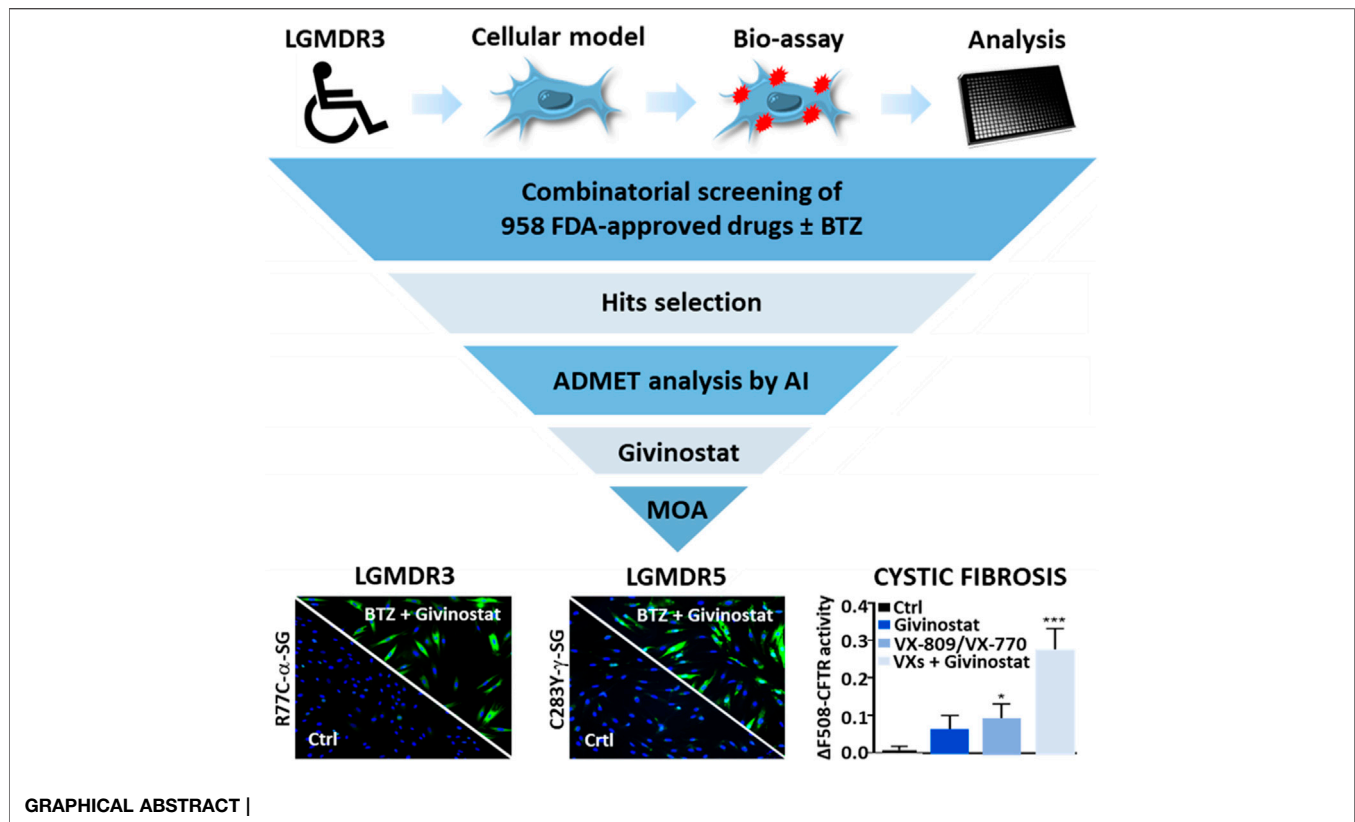 LGMDR3
Cellular model
Bio-assay
Analysis
Combinatorial screening of
958 FDA-approved drugs ± BTZ
Hits selection
ADMET analysis by AI
Givinostat
MOA
LGMDR3
R77C-α-SG
BTZ + Givinostat
Ctrl
LGMDR5
C283Y-γ-SG
BTZ + Givinostat
Crtl
CYSTIC FIBROSIS
ΔF508-CFTR activity
0.4
0.3
0.2
0.1
0.0
Ctrl
Givinostat
VX-809/VX-770
VXs + Givinostat
*
***
GRAPHICAL ABSTRACT |